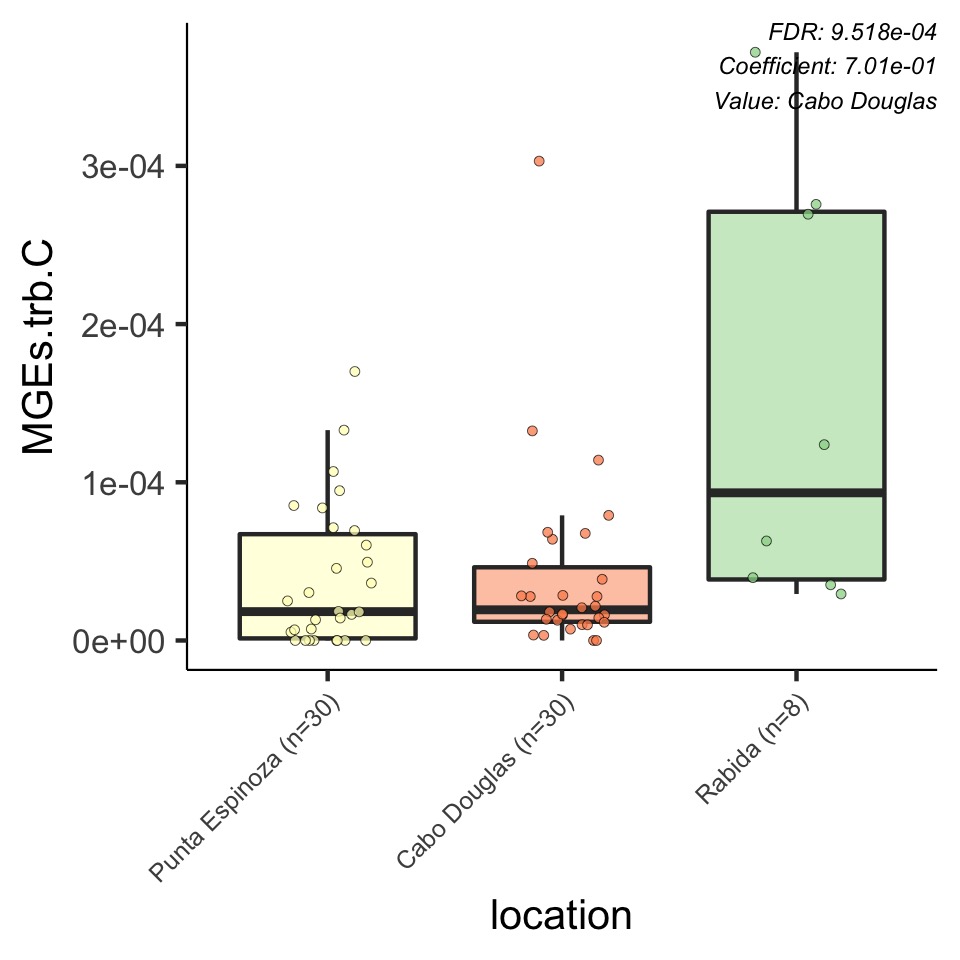 FDR: 9.518e-04
Coefficient: 7.01e-01
Value: Cabo Douglas
MGEs.trb.C
3e-04
2e-04
1e-04
0e+00
Punta Espinoza (n=30)
Cabo Douglas (n=30)
Rabida (n=8)
location